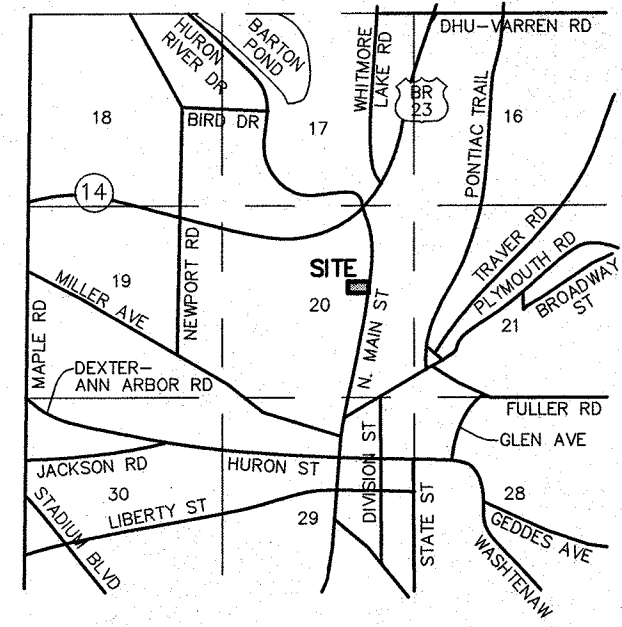 DHU-VARREN RD
HURON
RIVER DR
BARTON
POND
WHITMORE
LAKE RD
BR
23
PONTIAC TRAIL
18
BIRD DR
17
16
14
TRAVER RD
PLYMOUTH RD
BROADWAY
ST
NEWPORT RD
SITE
19
MILLER AVE
20
21
MAPLE RD
N. MAIN ST
DEXTER-
ANN ARBOR RD
FULLER RD
GLEN AVE
JACKSON RD
HURON ST
DIVISION ST
STATE ST
30
LIBERTY ST
29
28
STADIUM BLVD
GEDDES AVE
WASHTENAW